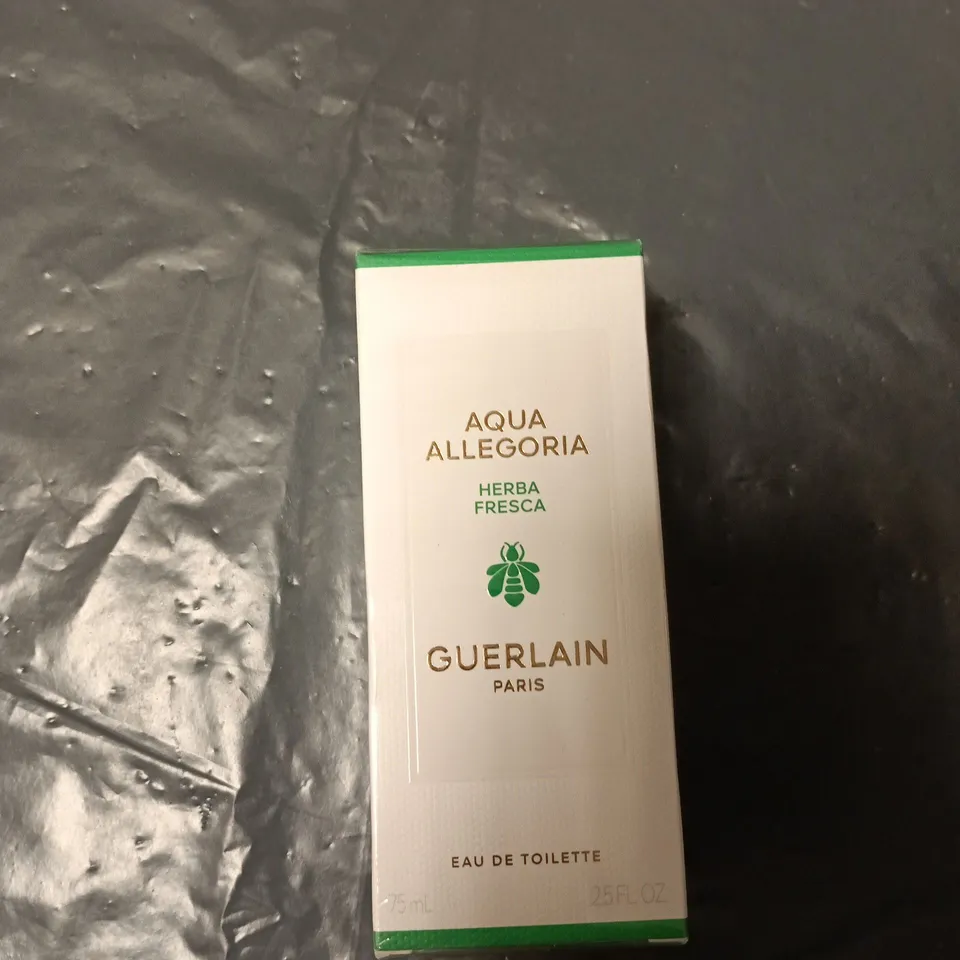 AQUA
ALLEGORIA
HERBA
FRESCA
GUERLAIN
PARIS
EAU DE TOILETTE
75 mL 2.5 FL. OZ